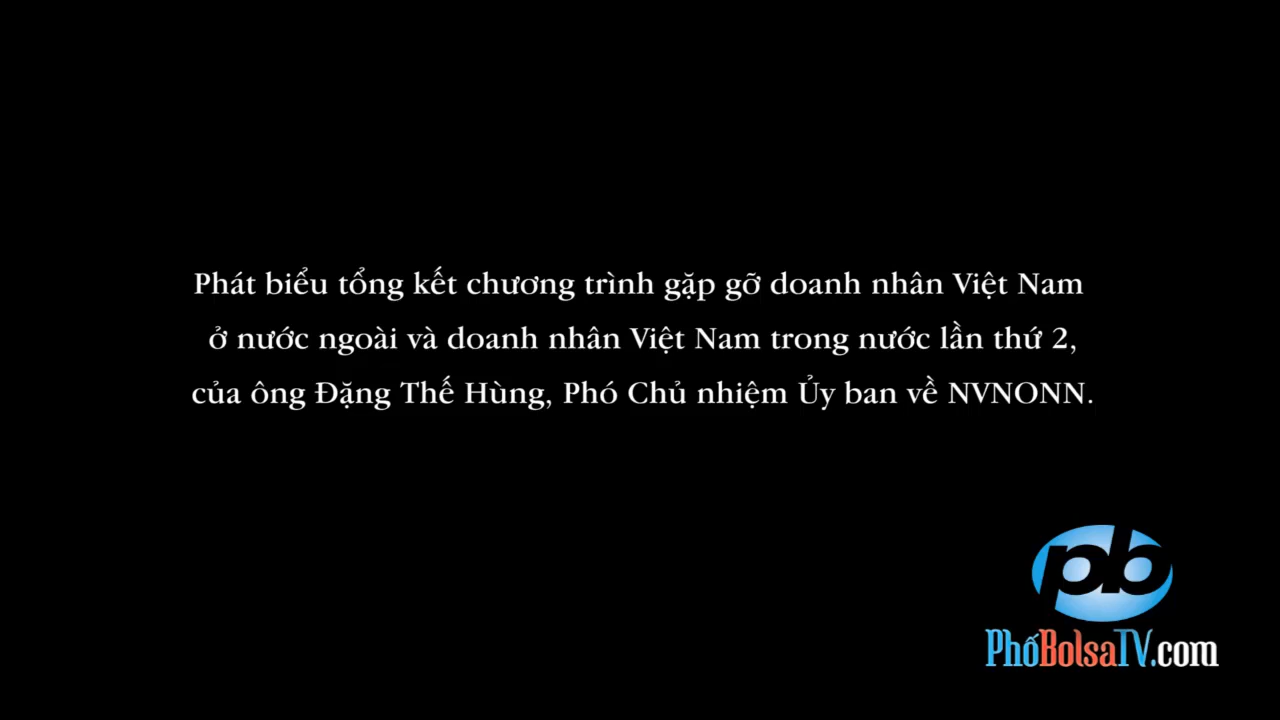 Phát biểu tổng kết chương trình gặp gỡ doanh nhân Việt Nam
ở nước ngoài và doanh nhân Việt Nam trong nước lần thứ 2,
của ông Đặng Thế Hùng, Phó Chủ nhiệm Ủy ban về NVNONN.
pb
PhốBolsaTV.com